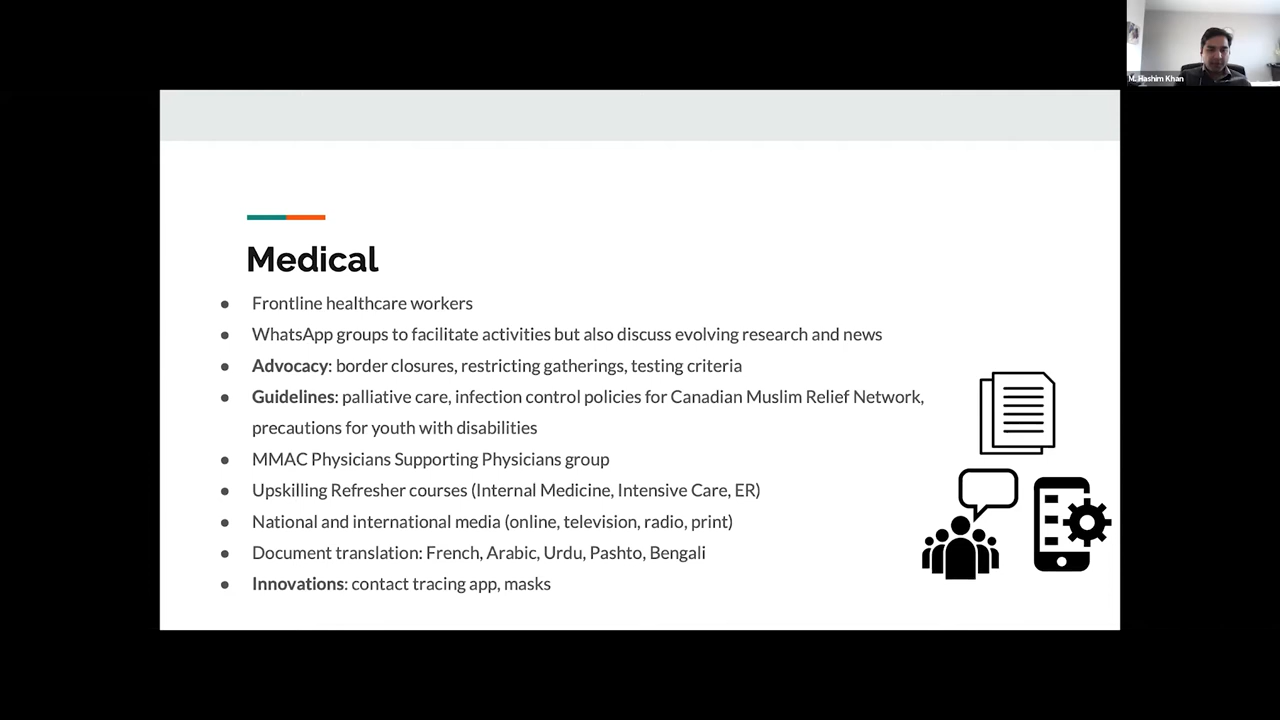 M. Hashim Khan
Medical
● Frontline healthcare workers
● WhatsApp groups to facilitate activities but also discuss evolving research and news
● Advocacy: border closures, restricting gatherings, testing criteria
● Guidelines: palliative care, infection control policies for Canadian Muslim Relief Network,
precautions for youth with disabilities
● MMAC Physicians Supporting Physicians group
● Upskilling Refresher courses (Internal Medicine, Intensive Care, ER)
● National and international media (online, television, radio, print)
● Document translation: French, Arabic, Urdu, Pashto, Bengali
● Innovations: contact tracing app, masks